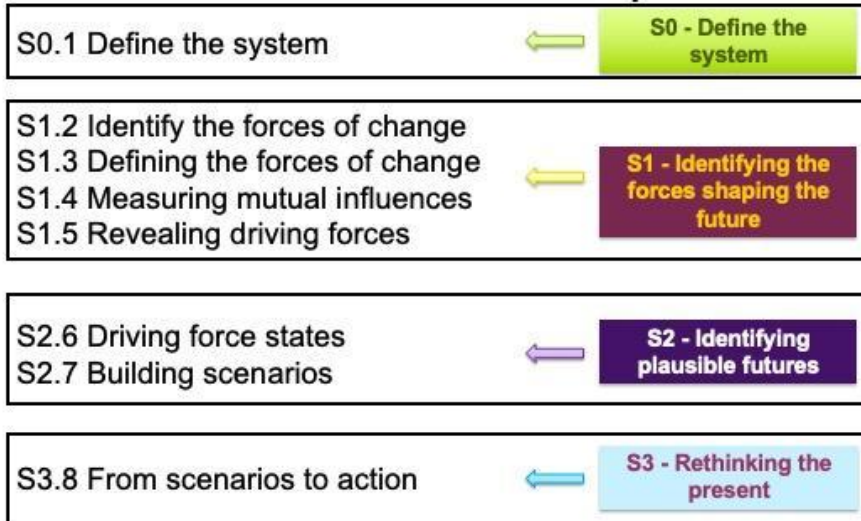 S0.1 Define the system
S0 - Define the
system
S1.2 Identify the forces of change
S1.3 Defining the forces of change
S1.4 Measuring mutual influences
S1.5 Revealing driving forces
S1 - Identifying the
forces shaping the
future
S2.6 Driving force states
S2.7 Building scenarios
S2 - Identifying
plausible futures
S3.8 From scenarios to action
S3 - Rethinking the
present